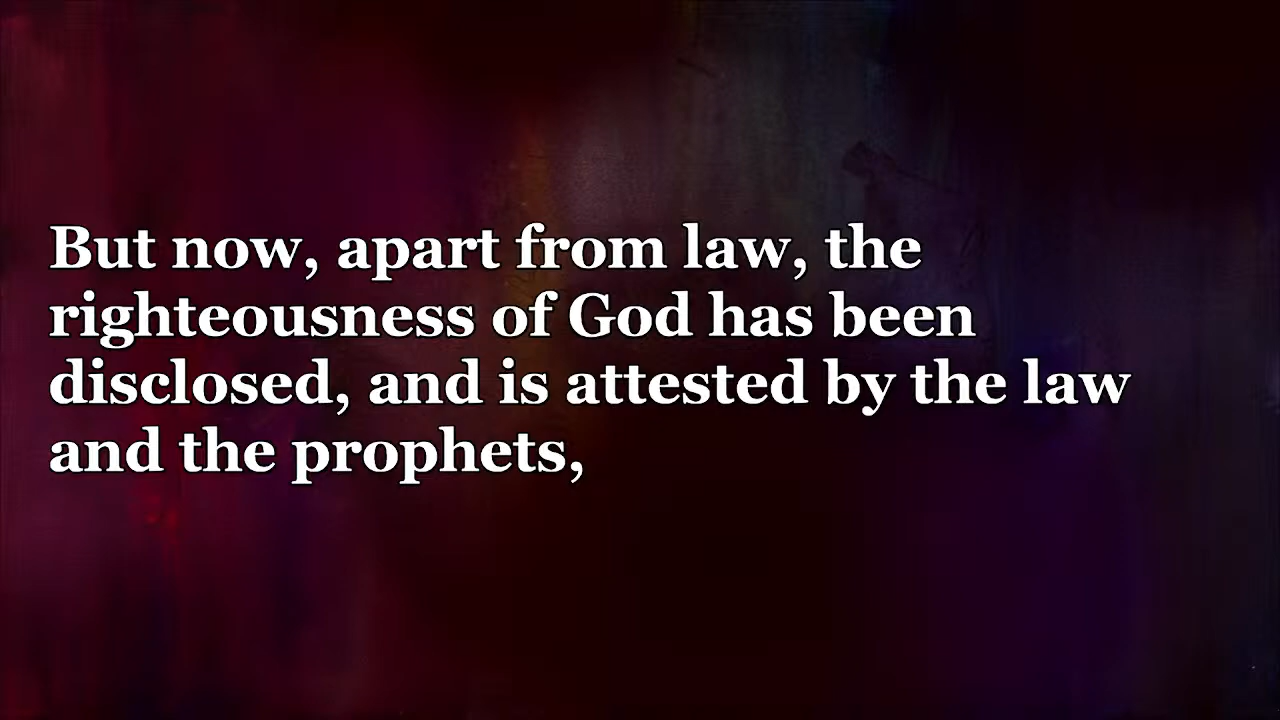 But now, apart from law, the
righteousness of God has been
disclosed, and is attested by the law
and the prophets,